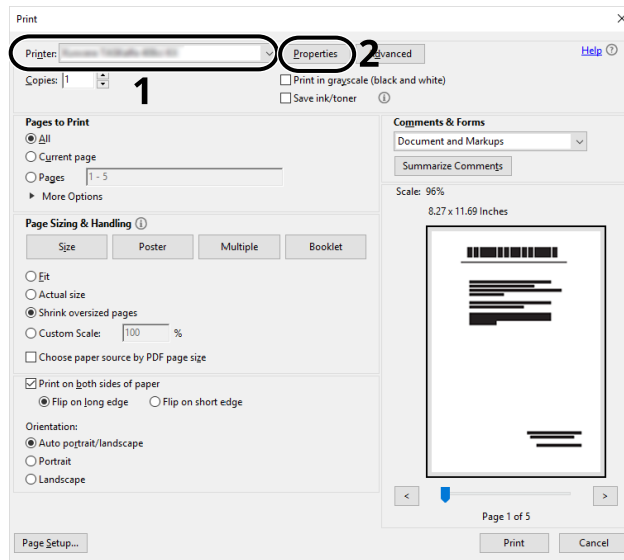 Print
Printer:
Properties
2
Advanced
Help
Copies: 1
1
Print in grayscale (black and white)
Save ink/toner
Pages to Print
All
Current page
Pages 1 - 5
More Options
Comments & Forms
Document and Markups
Summarize Comments
Scale: 96%
8.27 x 11.69 Inches
Page Sizing & Handling
Size Poster Multiple Booklet
Fit
Actual size
Shrink oversized pages
Custom Scale: 100 %
Choose paper source by PDF page size
Print on both sides of paper
Flip on long edge Flip on short edge
Orientation:
Auto portrait/landscape
Portrait
Landscape
< >
Page 1 of 5
Page Setup...
Print
Cancel